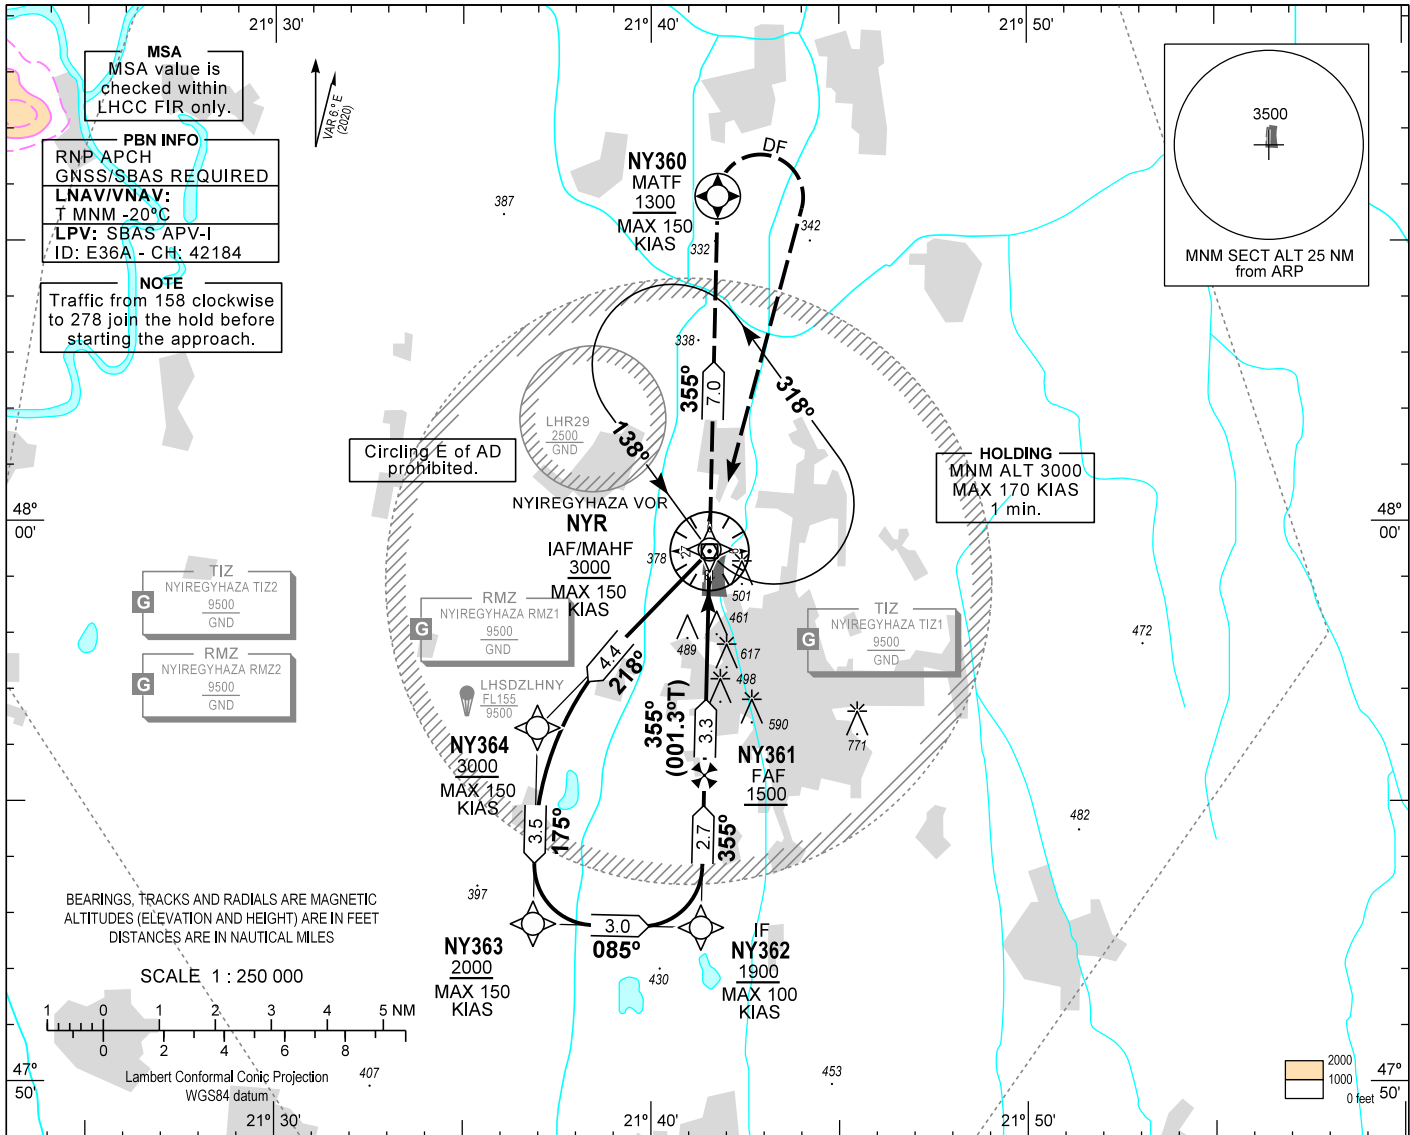 21° 30'
21° 40'
21° 50'
MSA
MSA value is
checked within
LHCC FIR only.
VAR 6° E
(2020)
PBN INFO
RNP APCH
GNSS/SBAS REQUIRED
LNAV/VNAV:
T MNM -20°C
LPV: SBAS APV-I
ID: E36A - CH: 42184
NOTE
Traffic from 158 clockwise
to 278 join the hold before
starting the approach.
3500
MNM SECT ALT 25 NM
from ARP
DF
NY360
MATF
1300
MAX 150
KIAS
387
332
342
338
355°
7.0
318°
138°
LHR29
2500
GND
Circling E of AD
prohibited.
HOLDING
MNM ALT 3000
MAX 170 KIAS
1 min.
NYIREGYHAZA VOR
NYR
IAF/MAHF
3000
MAX 150
KIAS
378
27
48°
00'
48°
00'
TIZ
NYIREGYHAZA TIZ2
9500
GND
G
RMZ
NYIREGYHAZA RMZ2
9500
GND
G
RMZ
NYIREGYHAZA RMZ1
9500
GND
G
TIZ
NYIREGYHAZA TIZ1
9500
GND
G
501
461
489
617
498
590
771
472
482
LHSDZLHNY
FL155
9500
4.4
218°
355°
(001.3°T)
3.3
NY364
3000
MAX 150
KIAS
NY361
FAF
1500
3.5
175°
2.7
355°
397
3.0
085°
NY363
2000
MAX 150
KIAS
IF
NY362
1900
MAX 100
KIAS
430
BEARINGS, TRACKS AND RADIALS ARE MAGNETIC
ALTITUDES (ELEVATION AND HEIGHT) ARE IN FEET
DISTANCES ARE IN NAUTICAL MILES
SCALE 1 : 250 000
1 0 1 2 3 4 5 NM
0 2 4 6 8
Lambert Conformal Conic Projection
WGS84 datum
407
453
47°
50'
47°
50'
2000
1000
0 feet
21° 30'
21° 40'
21° 50'